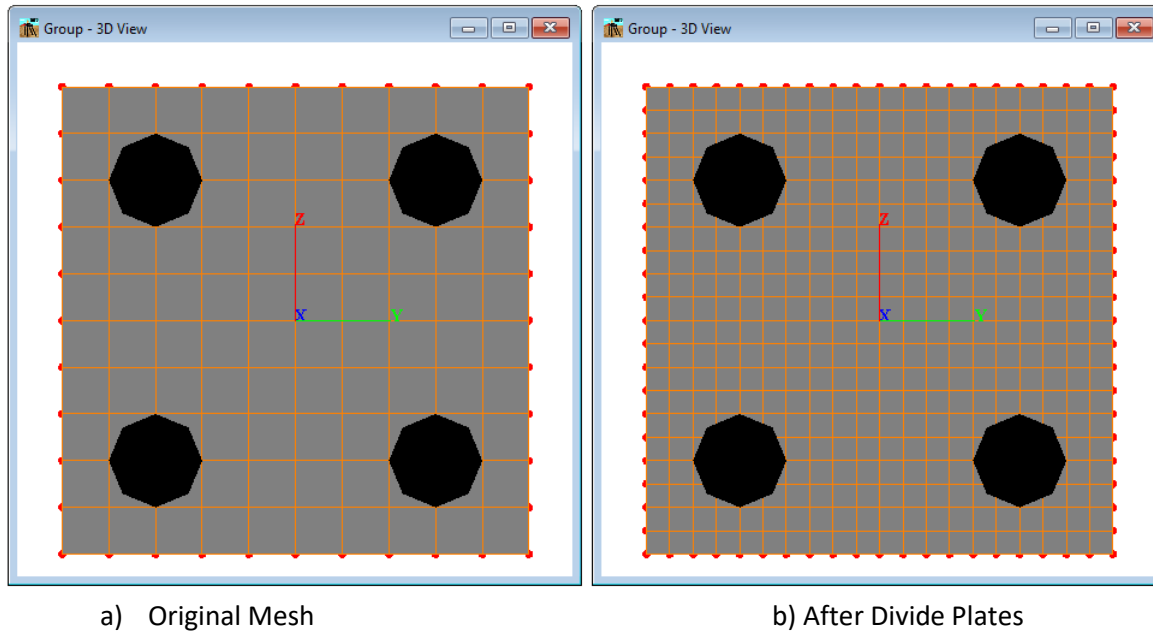 Group - 3D View
Z
X
Y
Group - 3D View
Z
X
Y
a) Original Mesh
b) After Divide Plates